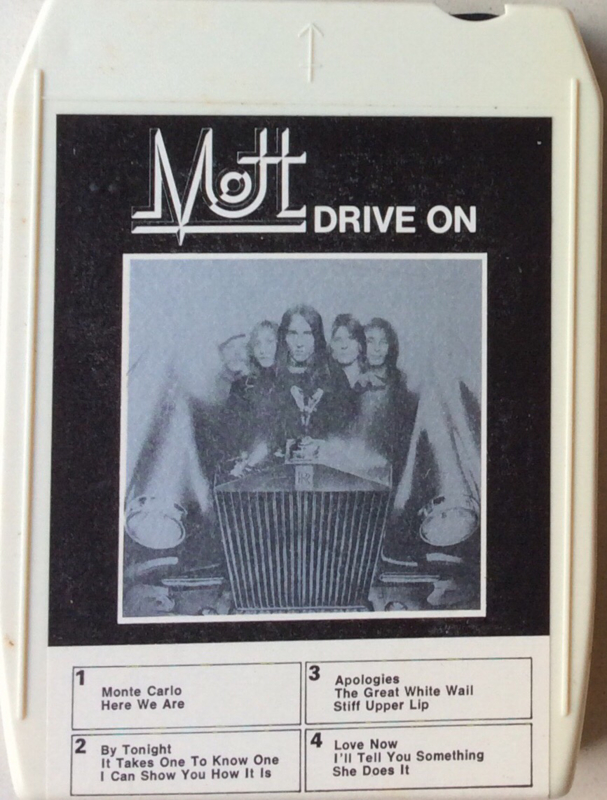 Mott
DRIVE ON
RR
1
Monte Carlo
Here We Are
2
By Tonight
It Takes One To Know One
I Can Show You How It Is
3
Apologies
The Great White Wail
Stiff Upper Lip
4
Love Now
I'll Tell You Something
She Does It